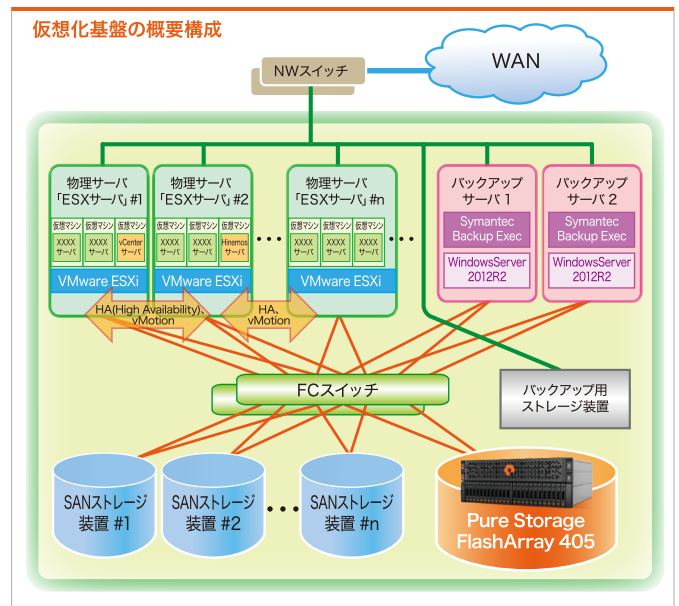 仮想化基盤の概要構成
NWスイッチ
WAN
物理サーバ
「ESXサーバ」#1
仮想マシン 仮想マシン 仮想マシン
XXXX
サーバ
XXXX
サーバ
vCenter
サーバ
VMware ESXi
物理サーバ
「ESXサーバ」#2
仮想マシン 仮想マシン 仮想マシン
XXXX
サーバ
XXXX
サーバ
Hinemos
サーバ
VMware ESXi
物理サーバ
「ESXサーバ」#n
仮想マシン 仮想マシン 仮想マシン
XXXX
サーバ
XXXX
サーバ
XXXX
サーバ
VMware ESXi
バックアップ
サーバ 1
Symantec
Backup Exec
WindowsServer
2012R2
バックアップ
サーバ 2
Symantec
Backup Exec
WindowsServer
2012R2
HA(High Availability)、
vMotion
HA、
vMotion
FCスイッチ
バックアップ用
ストレージ装置
SANストレージ
装置 #1
SANストレージ
装置 #2
SANストレージ
装置 #n
Pure Storage
FlashArray 405